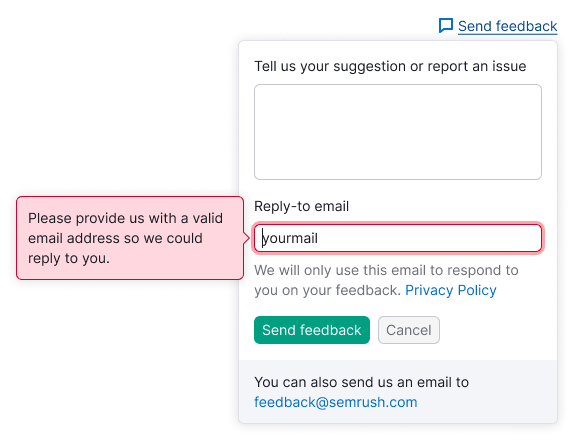 Send feedback
Tell us your suggestion or report an issue
Reply-to email
Please provide us with a valid
email address so we could
reply to you.
yourmail
We will only use this email to respond to
you on your feedback. Privacy Policy
Send feedback
Cancel
You can also send us an email to
feedback@semrush.com